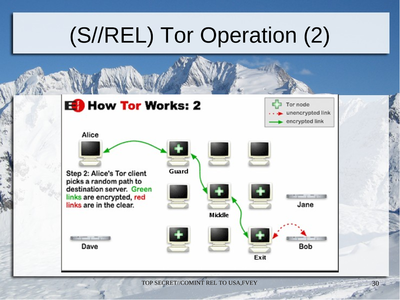 (S//REL) Tor Operation (2)
How Tor Works: 2
Tor node
unencrypted link
encrypted link
Alice
Step 2: Alice's Tor client
picks a random path to
destination server. Green
links are encrypted, red
links are in the clear.
Guard
Middle
Exit
Jane
Dave
Bob
TOP SECRET//COMINT REL TO USA,FVEY
30